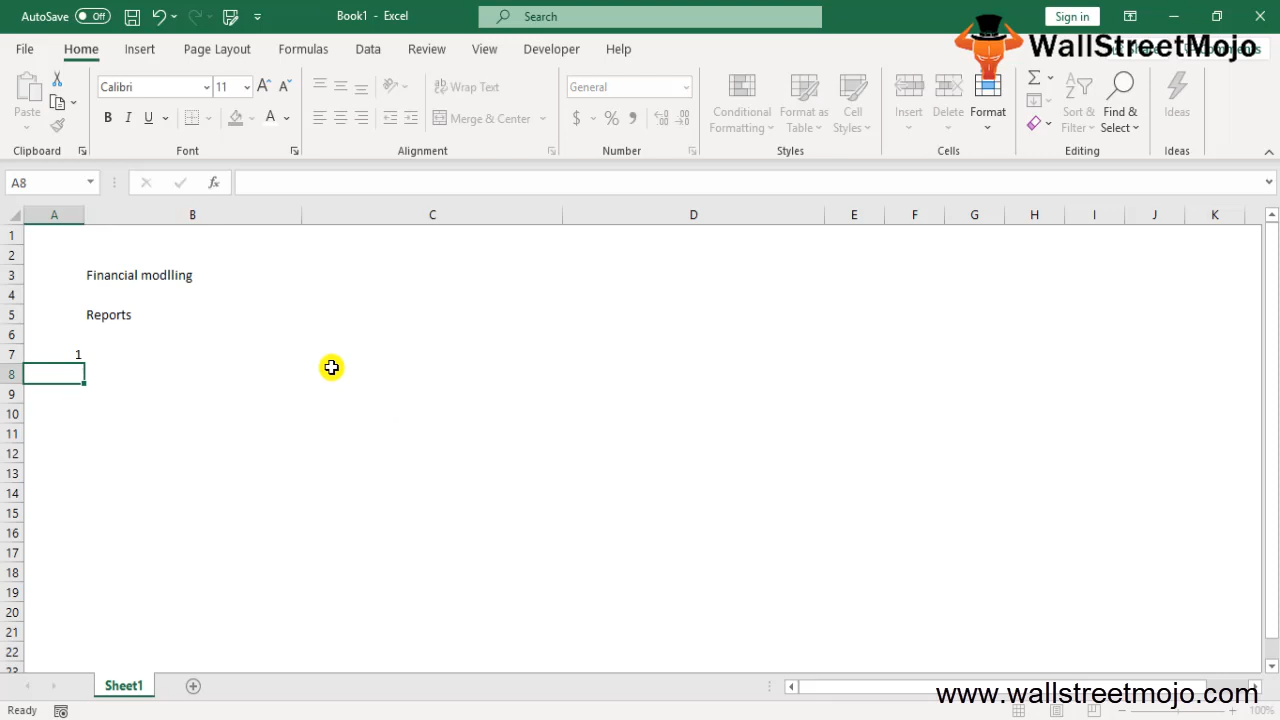 AutoSave Off Book1 - Excel Search Sign in
WallStreetMojo
File Home Insert Page Layout Formulas Data Review View Developer Help
Calibri 11 Wrap Text General
Paste Merge & Center $ % Conditional Formatting Format as Table Cell Styles Insert Delete Format Sort & Filter Find & Select Ideas
B I U A
Clipboard Font Alignment Number Styles Cells Editing Ideas
A8 fx
A B C D E F G H I J K
1
2
3 Financial modlling
4
5 Reports
6
7 1
8
9
10
11
12
13
14
15
16
17
18
19
20
21
22
23
Sheet1
www.wallstreetmojo.com
Ready 100%